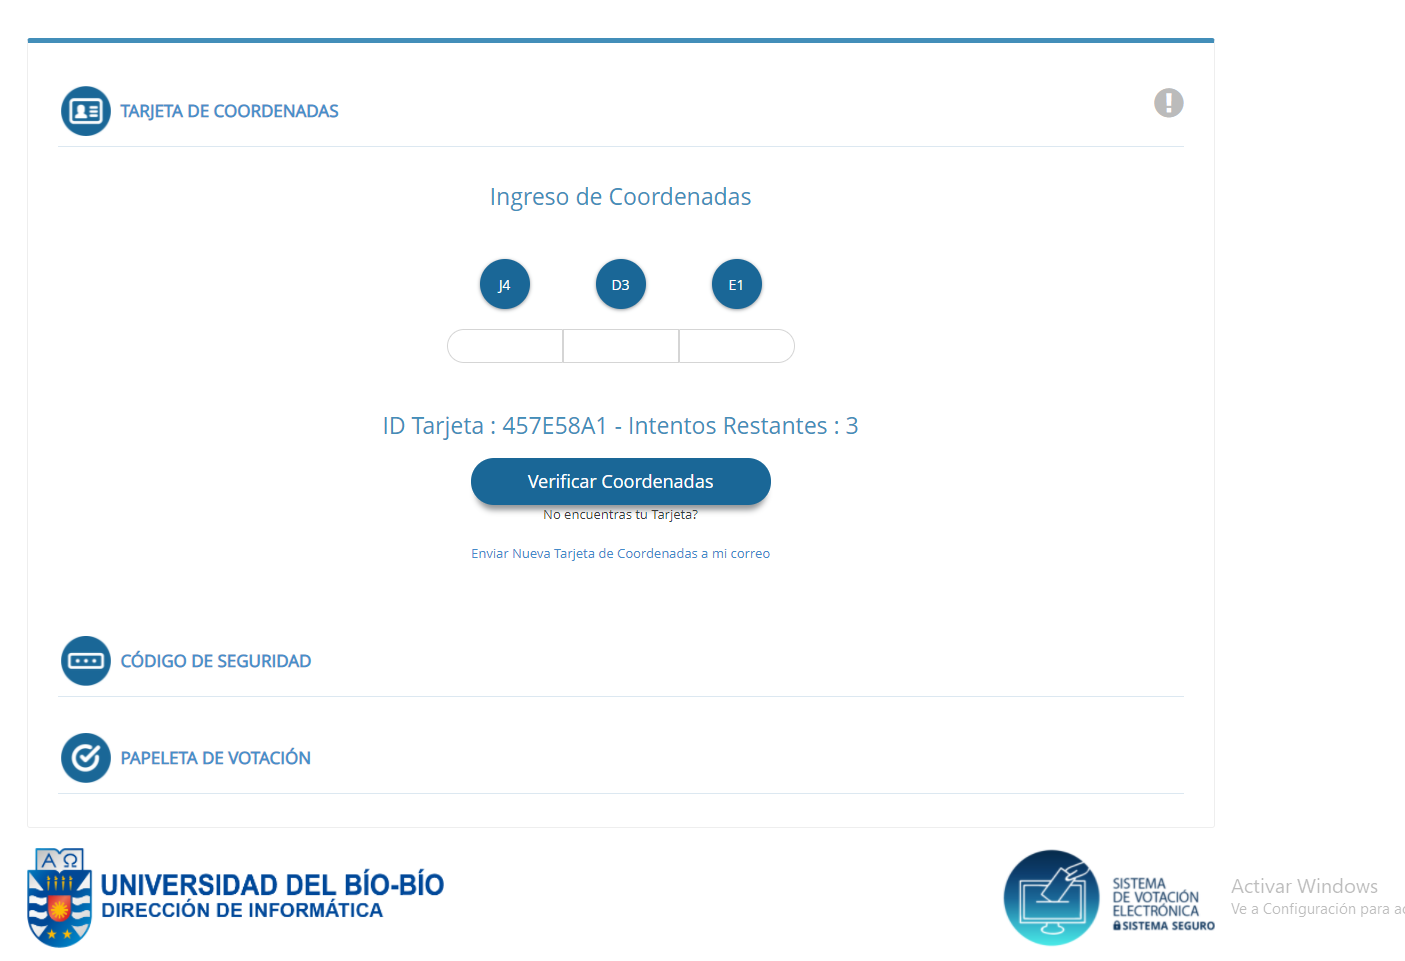 TARJETA DE COORDENADAS
Ingreso de Coordenadas
J4 D3 E1
ID Tarjeta : 457E58A1 - Intentos Restantes : 3
Verificar Coordenadas
No encuentras tu Tarjeta?
Enviar Nueva Tarjeta de Coordenadas a mi correo
CÓDIGO DE SEGURIDAD
PAPELETA DE VOTACIÓN
ΑΩ
UNIVERSIDAD DEL BÍO-BÍO
DIRECCIÓN DE INFORMÁTICA
SISTEMA
DE VOTACIÓN
ELECTRÓNICA
SISTEMA SEGURO
Activar Windows
Ve a Configuración para